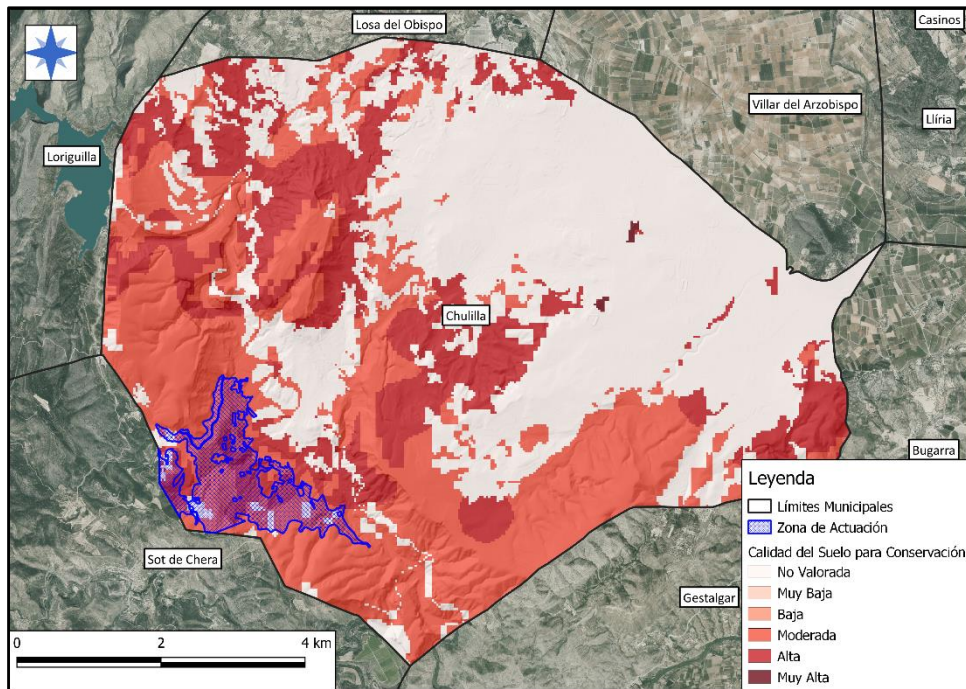 Losa del Obispo
Casinos
Villar del Arzobispo
Llíria
Loriguilla
Chulilla
Bugarra
Sot de Chera
Gestalgar
0 2 4 km
Leyenda
Límites Municipales
Zona de Actuación
Calidad del Suelo para Conservación
No Valorada
Muy Baja
Baja
Moderada
Alta
Muy Alta